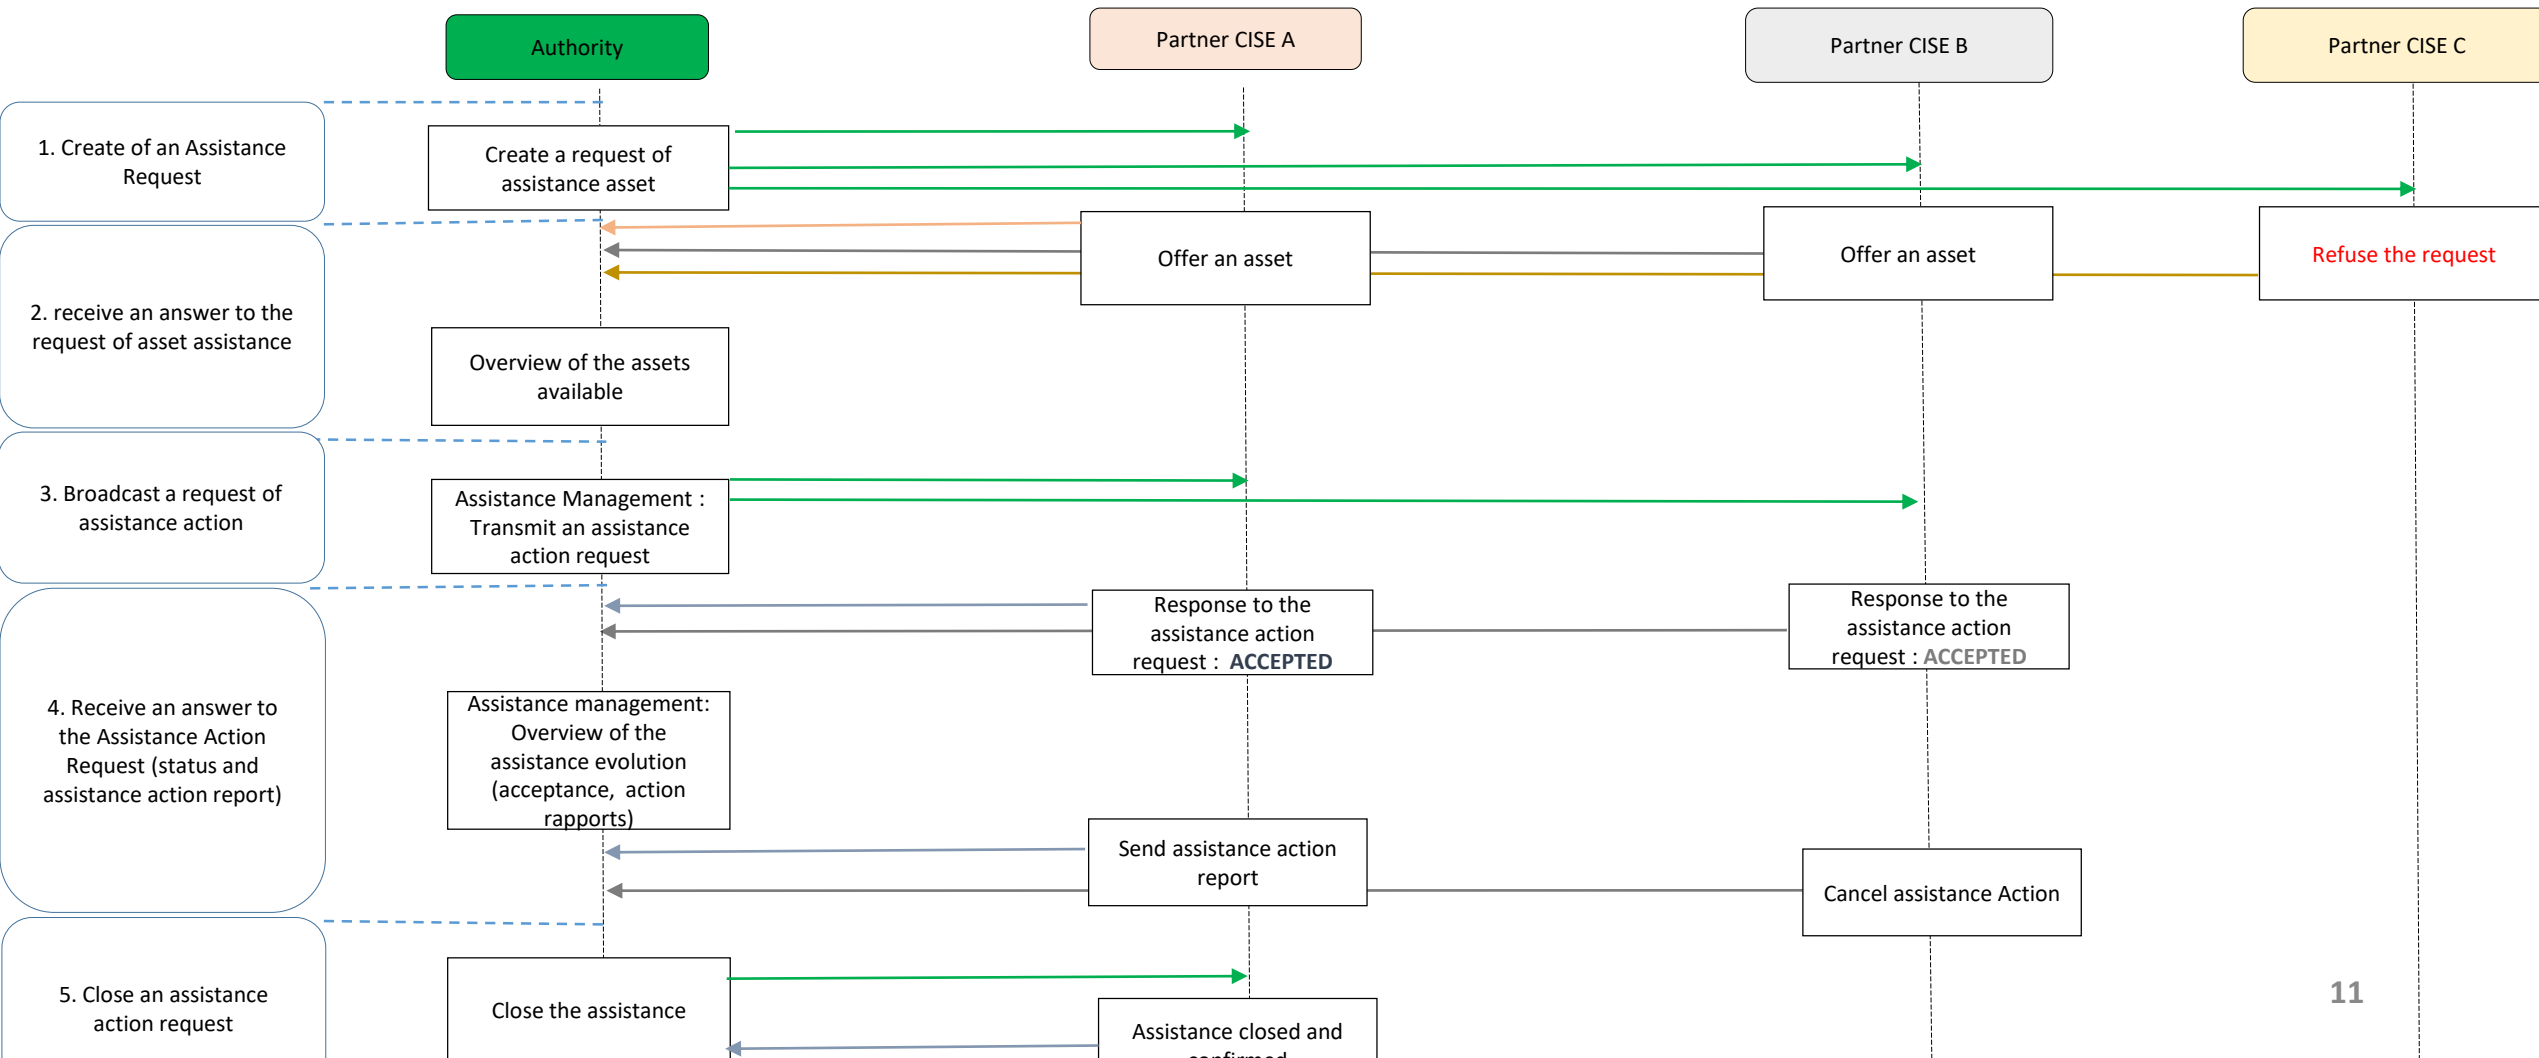 Authority
Partner CISE A
Partner CISE B
Partner CISE C
1. Create of an Assistance
Request
Create a request of
assistance asset
2. receive an answer to the
request of asset assistance
Offer an asset
Offer an asset
Refuse the request
Overview of the assets
available
3. Broadcast a request of
assistance action
Assistance Management :
Transmit an assistance
action request
4. Receive an answer to
the Assistance Action
Request (status and
assistance action report)
Response to the
assistance action
request : ACCEPTED
Response to the
assistance action
request : ACCEPTED
Assistance management:
Overview of the
assistance evolution
(acceptance, action
rapports)
Send assistance action
report
Cancel assistance Action
5. Close an assistance
action request
Close the assistance
Assistance closed and
confirmed
11